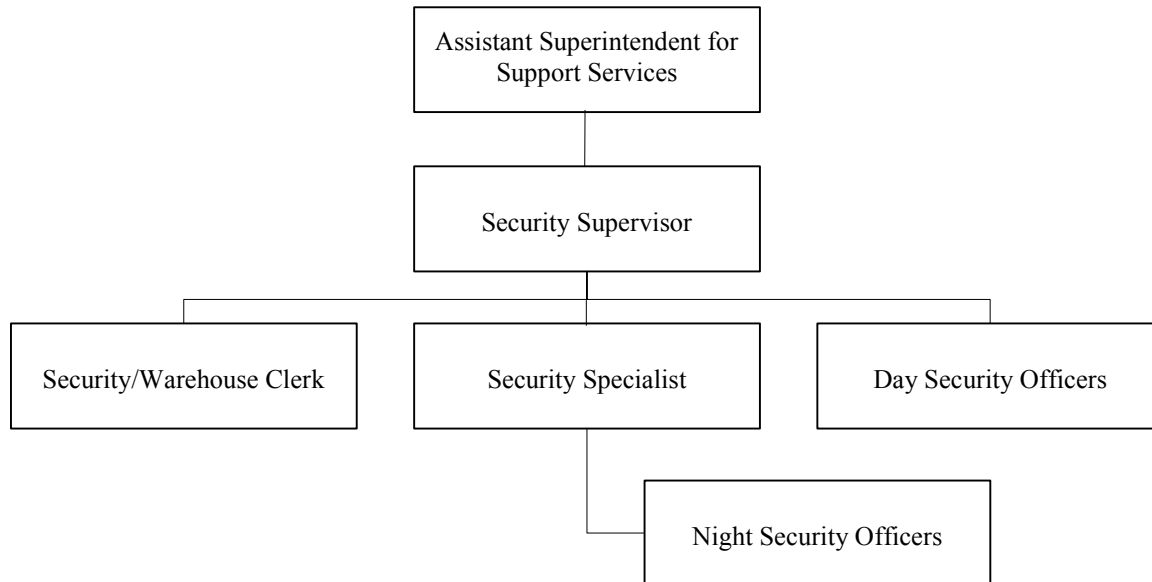 Assistant Superintendent for
Support Services
Security Supervisor
Security/Warehouse Clerk
Security Specialist
Day Security Officers
Night Security Officers